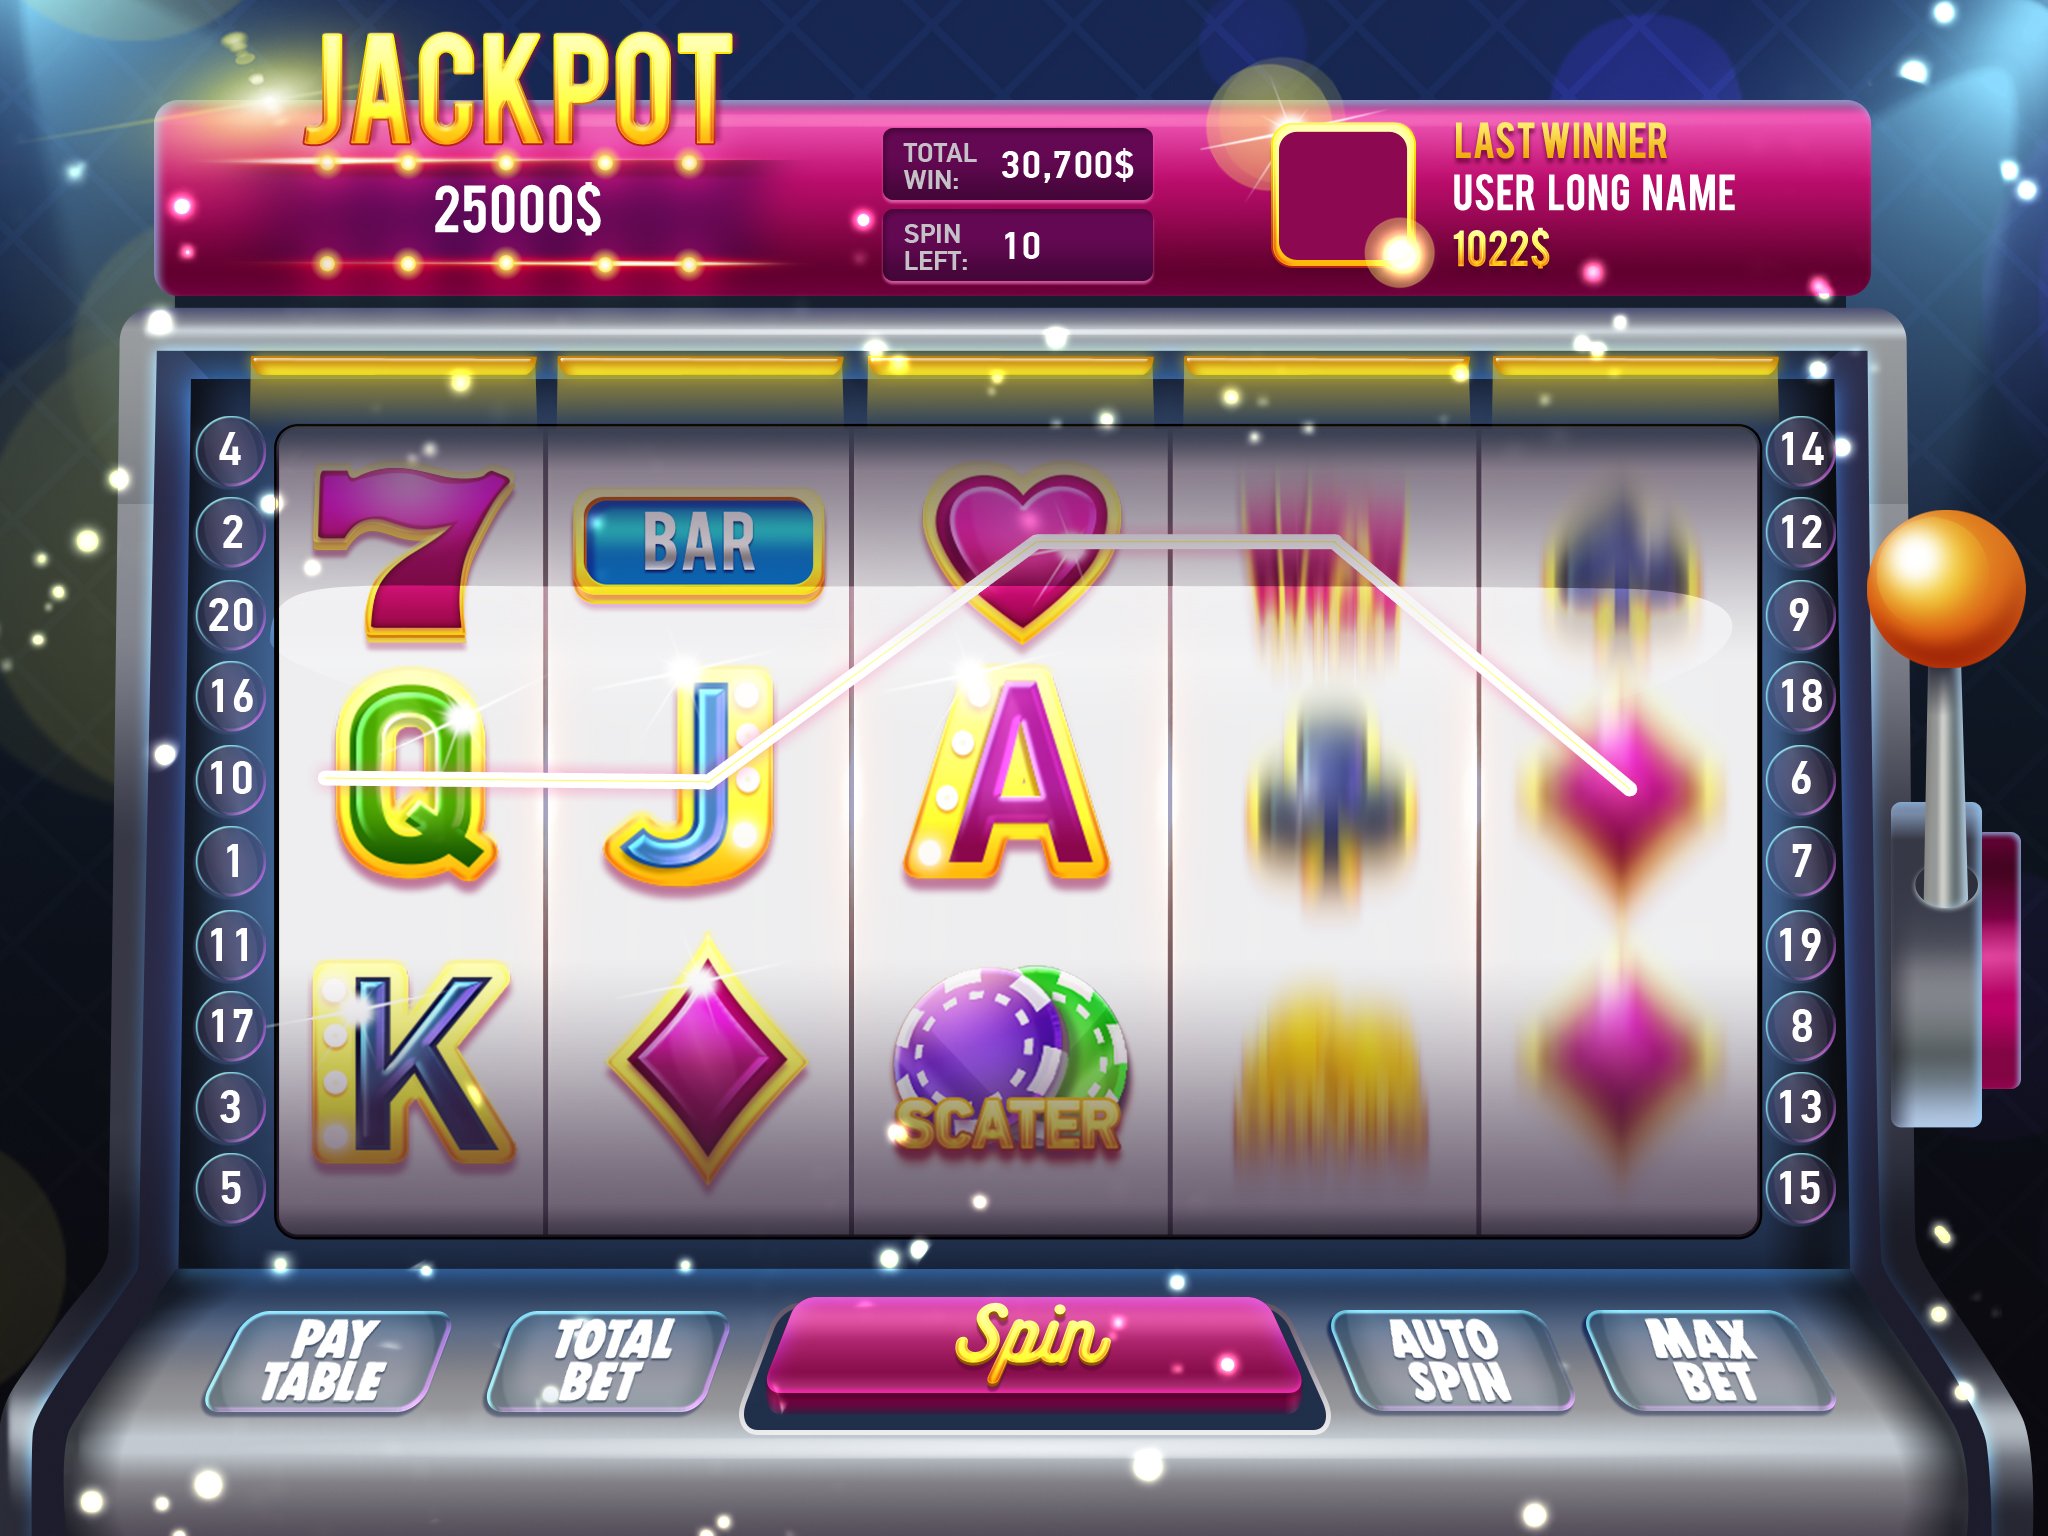 JACKPOT
25000$
TOTAL
WIN:
30,700$
SPIN
LEFT:
10
LAST WINNER
USER LONG NAME
1022$
4
2
20
16
10
1
11
17
3
5
14
12
9
18
6
7
19
8
13
15
7
BAR
Q
J
A
K
SCATER
PAY
TABLE
TOTAL
BET
Spin
AUTO
SPIN
MAX
BET